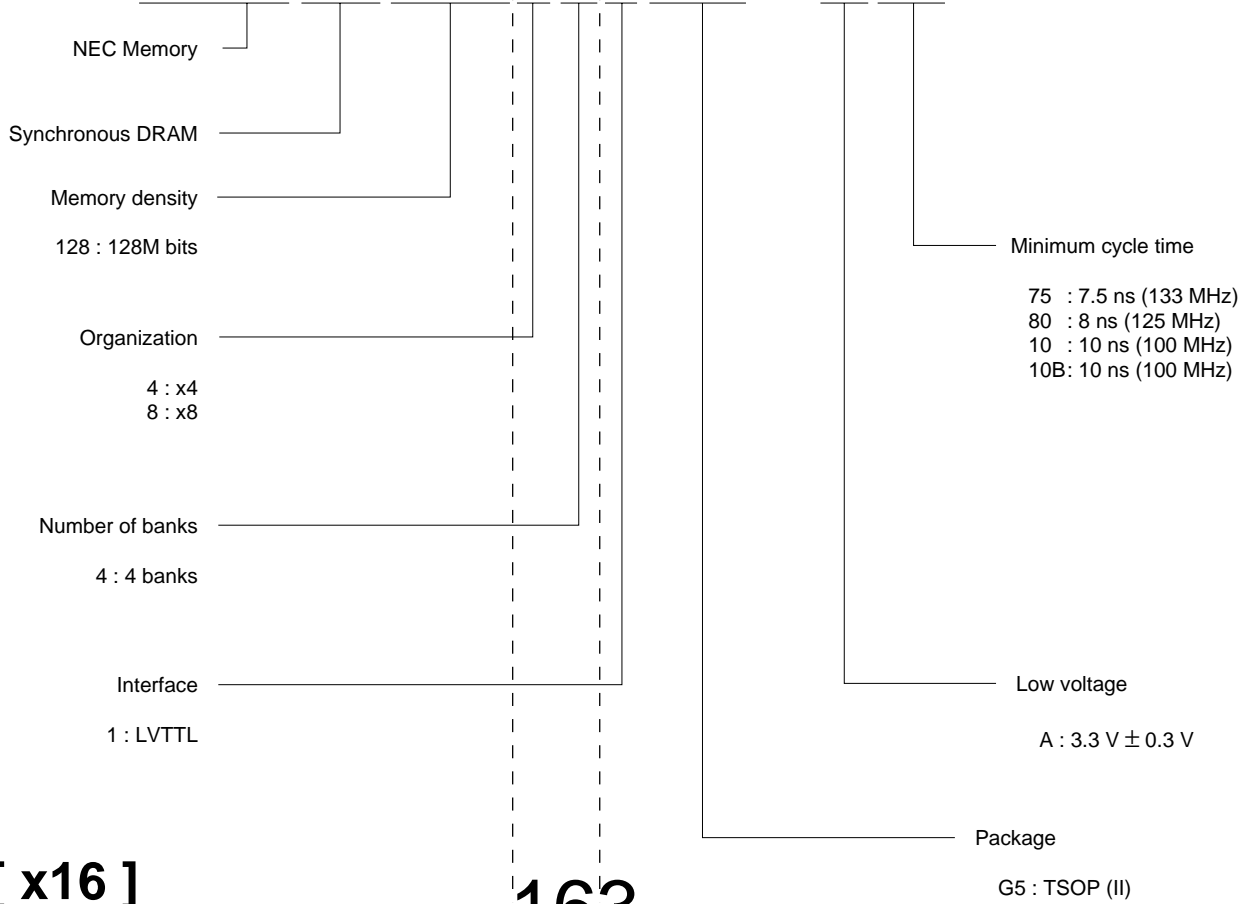 NEC Memory
Synchronous DRAM
Memory density
128 : 128M bits
Organization
4 : x4
8 : x8
Number of banks
4 : 4 banks
Interface
1 : LVTTL
Minimum cycle time
75 : 7.5 ns (133 MHz)
80 : 8 ns (125 MHz)
10 : 10 ns (100 MHz)
10B: 10 ns (100 MHz)
Low voltage
A : 3.3 V ± 0.3 V
Package
G5 : TSOP (II)
[ x16 ]
163